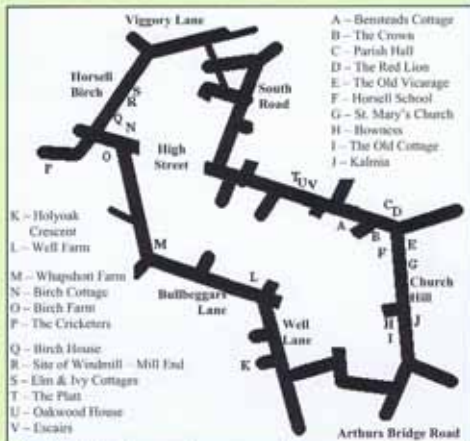 Viggory Lane
A – Bensteads Cottage
B – The Crown
C – Parish Hall
D – The Red Lion
E – The Old Vicarage
F – Horsell School
G – St. Mary's Church
H – Bowness
I – The Old Cottage
J – Kalmia
Horsell
Birch
S
R
Q
N
O
P
South
Road
High
Street
T
U
V
A
B
C
D
E
F
G
Church
Hill
H
J
I
K – Holyoak
Crescent
L – Well Farm
M – Whapshott Farm
N – Birch Cottage
O – Birch Farm
P – The Cricketers
Q – Birch House
R – Site of Windmill – Mill End
S – Elm & Ivy Cottages
T – The Platt
U – Oakwood House
V – Escairs
M
L
Bullbeggars
Lane
Well
Lane
K
Arthurs Bridge Road